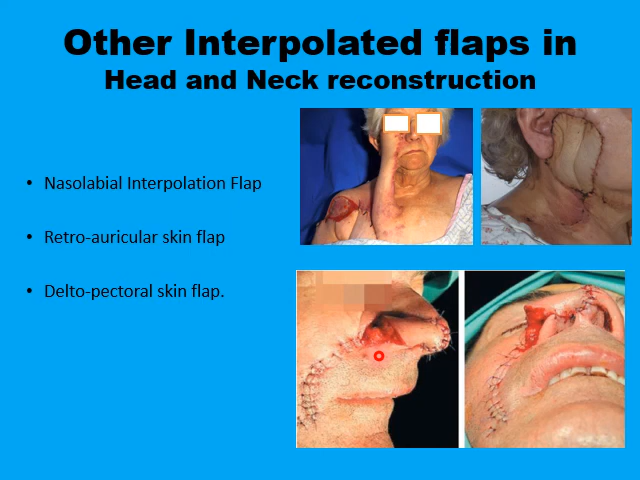 Other Interpolated flaps in
Head and Neck reconstruction
• Nasolabial Interpolation Flap
• Retro-auricular skin flap
• Delto-pectoral skin flap.